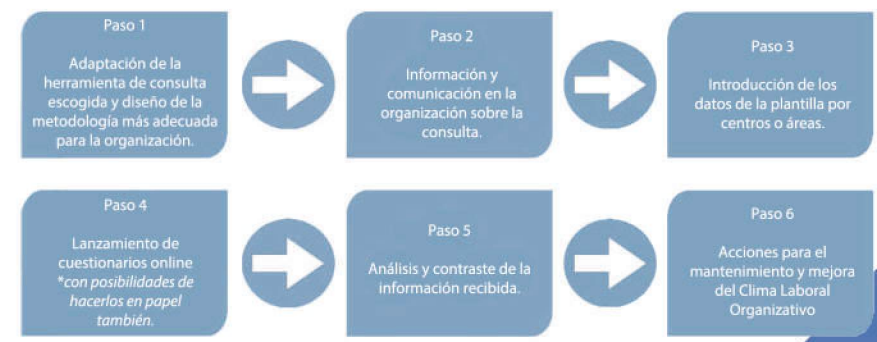 Paso 1
Adaptación de la
herramienta de consulta
escogida y diseño de la
metodología más adecuada
para la organización.
Paso 2
Información y
comunicación en la
organización sobre la
consulta.
Paso 3
Introducción de los
datos de la plantilla por
centros o áreas.
Paso 4
Lanzamiento de
cuestionarios online
*con posibilidades de
hacerlos en papel
también.
Paso 5
Análisis y contraste de la
información recibida.
Paso 6
Acciones para el
mantenimiento y mejora
del Clima Laboral
Organizativo